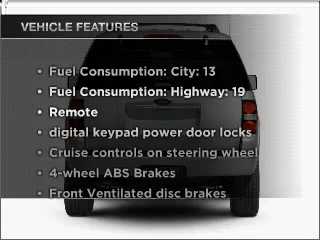 VEHICLE FEATURES
• Fuel Consumption: City: 13
• Fuel Consumption: Highway: 19
• Remote
• digital keypad power door locks
• Cruise controls on steering wheel
• 4-wheel ABS Brakes
• Front Ventilated disc brakes